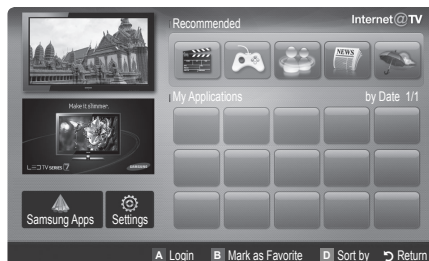 Recommended
Internet@TV
NEWS
My Applications
by Date 1/1
Make it slimmer.
LED TV SERIES 7
SAMSUNG
Samsung Apps
Settings
A Login B Mark as Favorite D Sort by Return